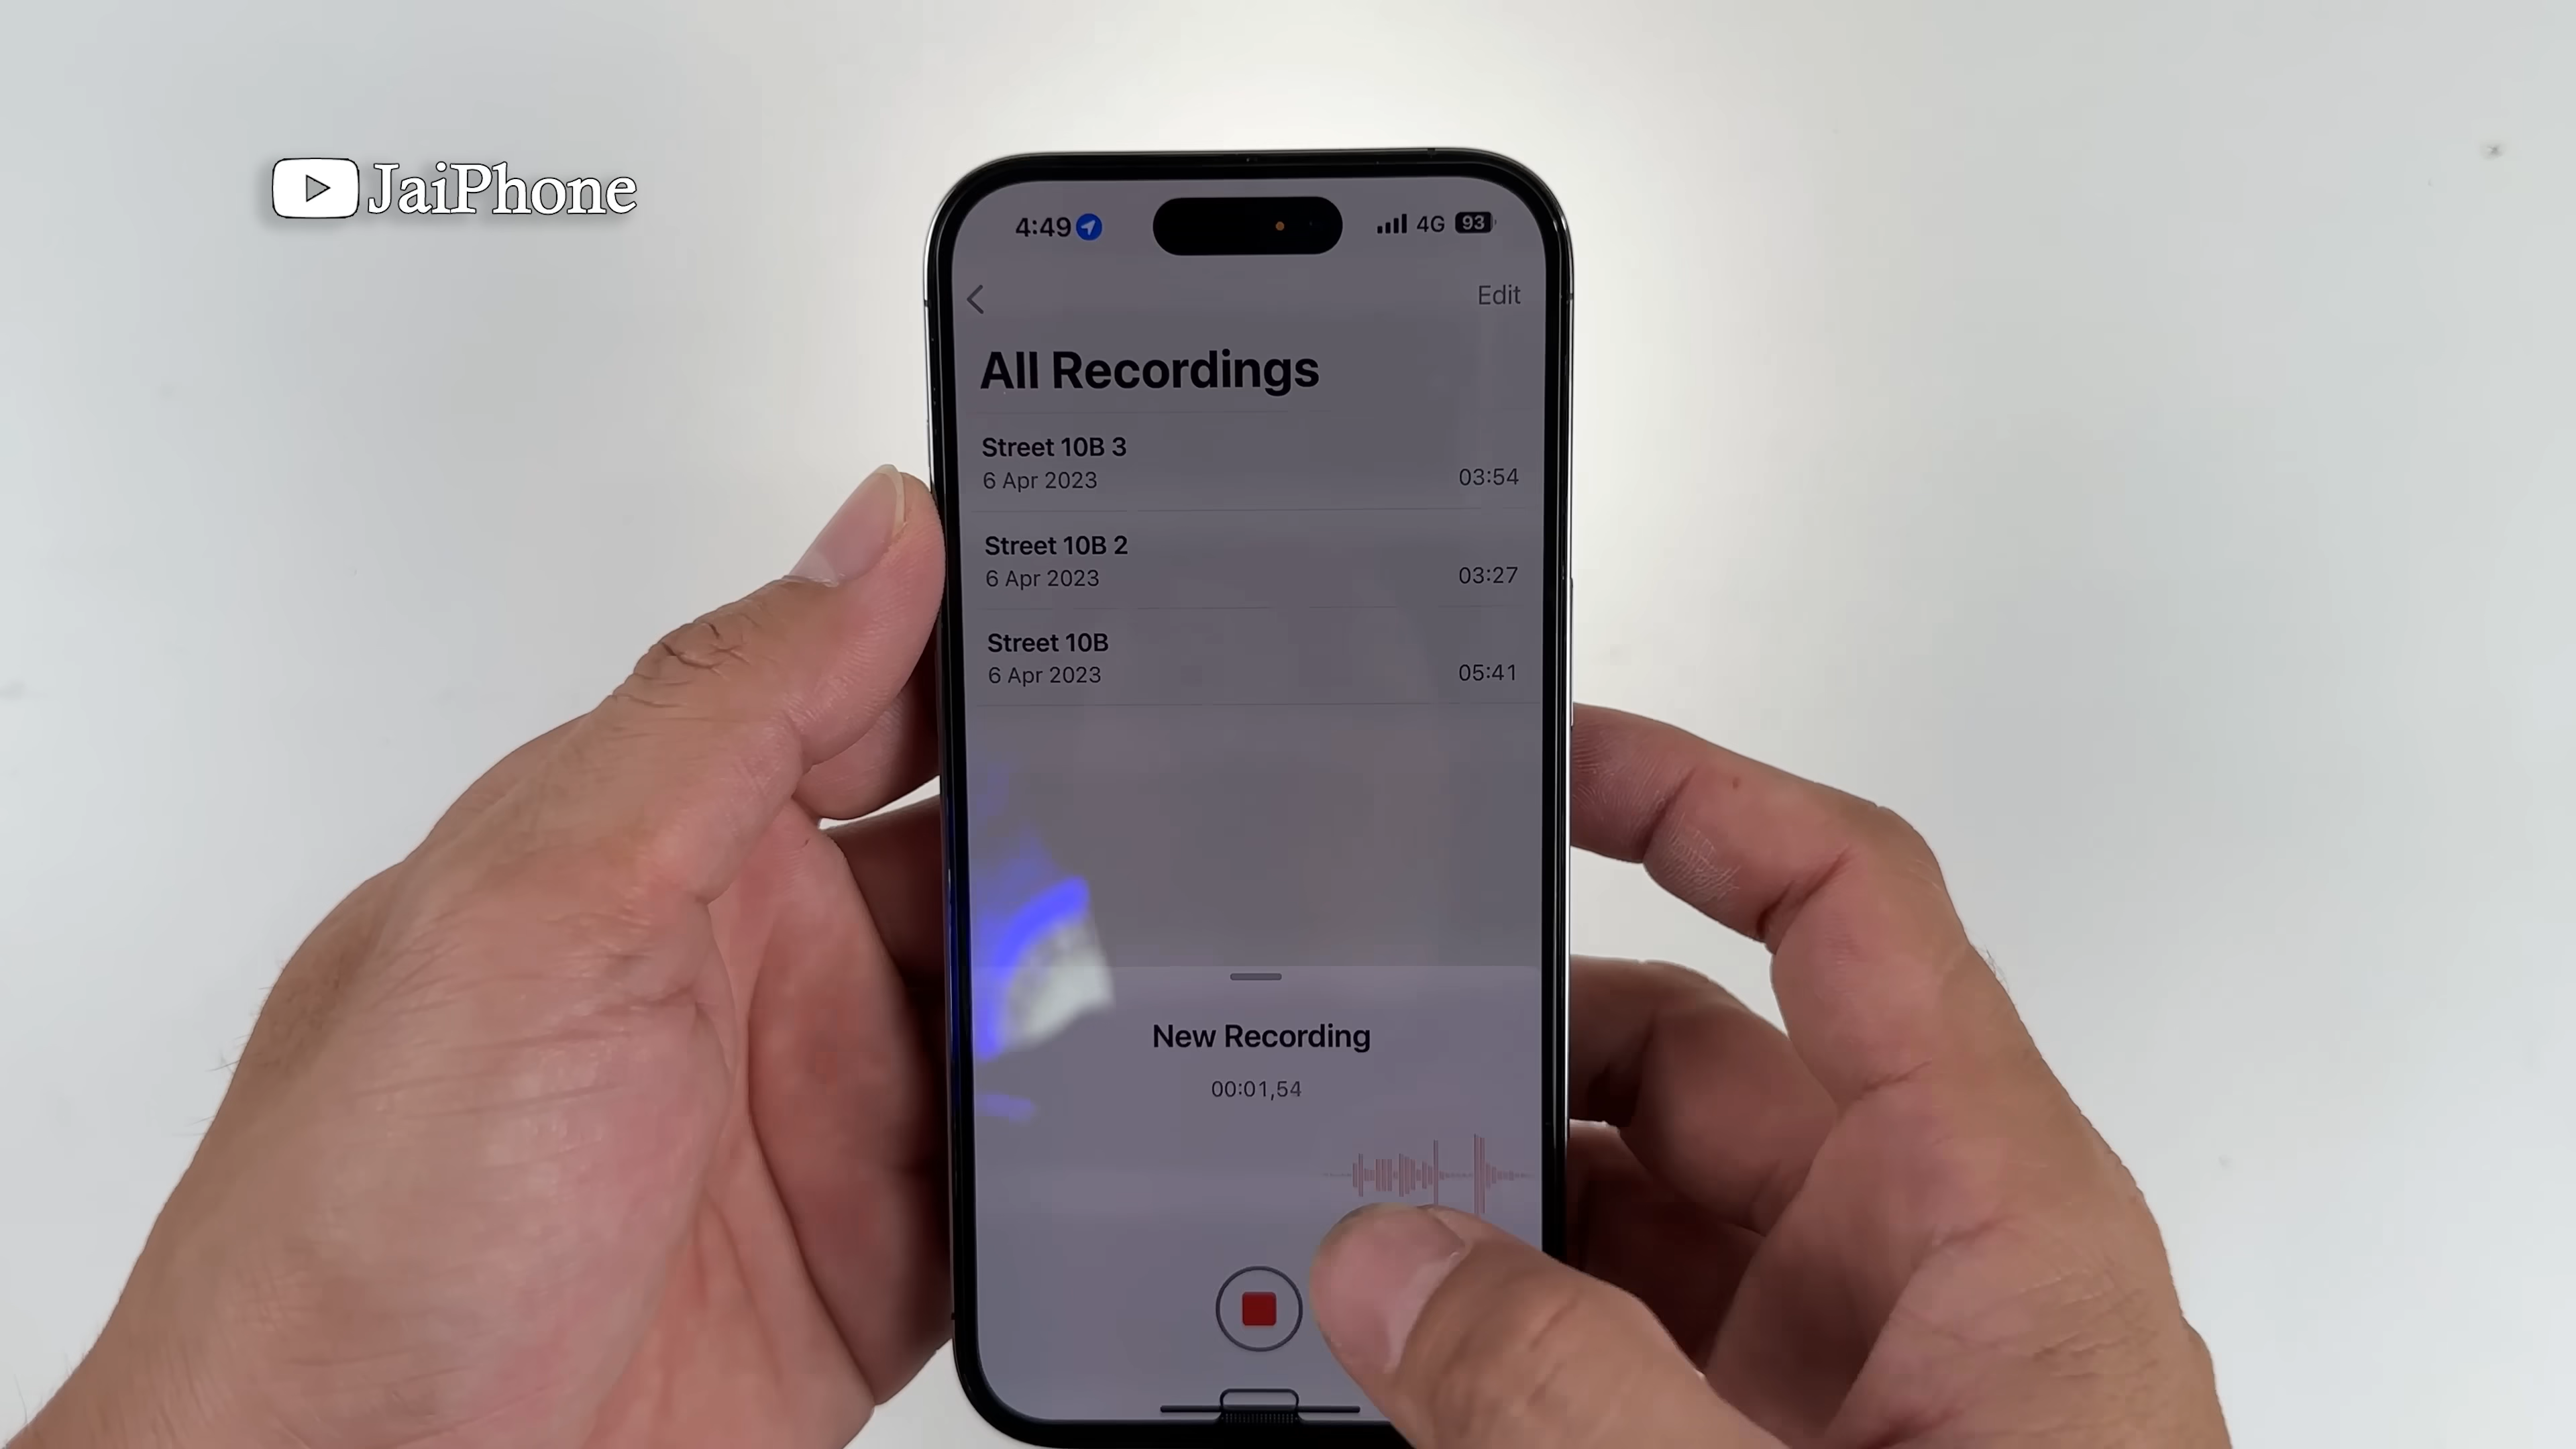 JaiPhone
4:49
4G
93
Edit
All Recordings
Street 10B 3
6 Apr 2023
03:54
Street 10B 2
6 Apr 2023
03:27
Street 10B
6 Apr 2023
05:41
New Recording
00:01,54